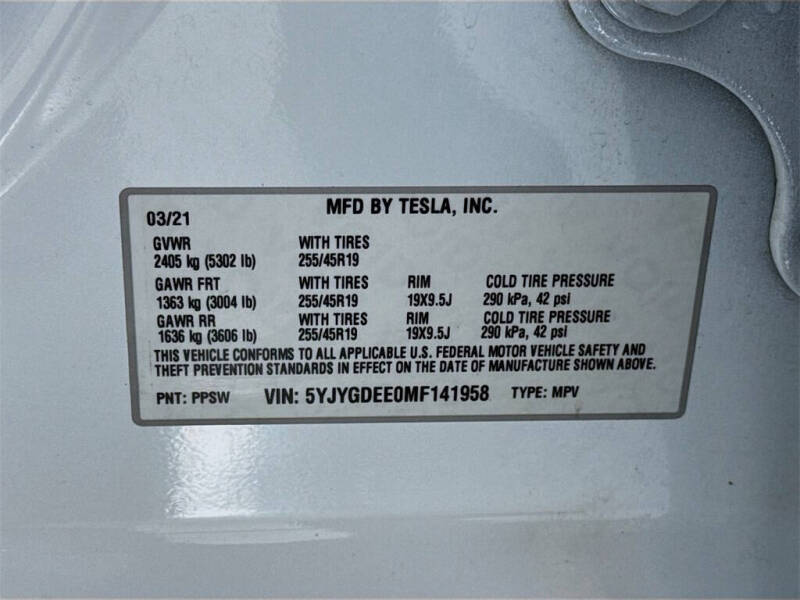 MFD BY TESLA, INC.
03/21
GVWR WITH TIRES
2405 kg (5302 lb) 255/45R19
GAWR FRT WITH TIRES RIM COLD TIRE PRESSURE
1363 kg (3004 lb) 255/45R19 19X9.5J 290 kPa, 42 psi
GAWR RR WITH TIRES RIM COLD TIRE PRESSURE
1636 kg (3606 lb) 255/45R19 19X9.5J 290 kPa, 42 psi
THIS VEHICLE CONFORMS TO ALL APPLICABLE U.S. FEDERAL MOTOR VEHICLE SAFETY AND
THEFT PREVENTION STANDARDS IN EFFECT ON THE DATE OF MANUFACTURE SHOWN ABOVE.
PNT: PPSW VIN: 5YJYGDEE0MF141958 TYPE: MPV